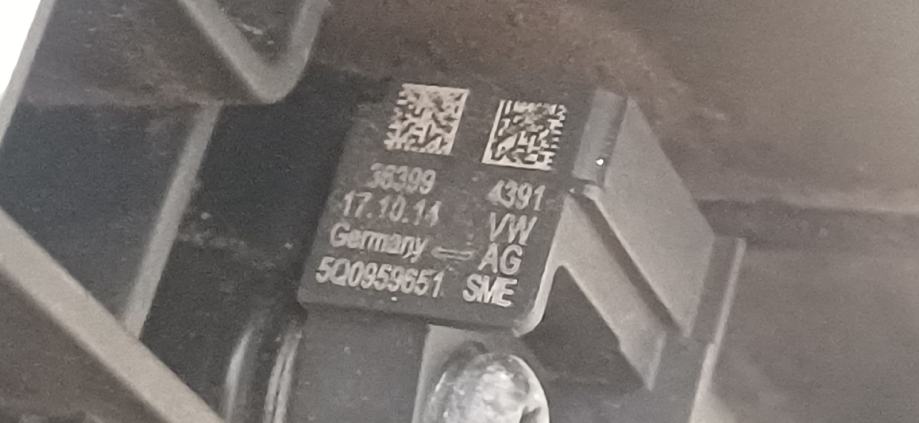 36399 4391
17.10.14 VW
Germany AG
5Q0959651 SME